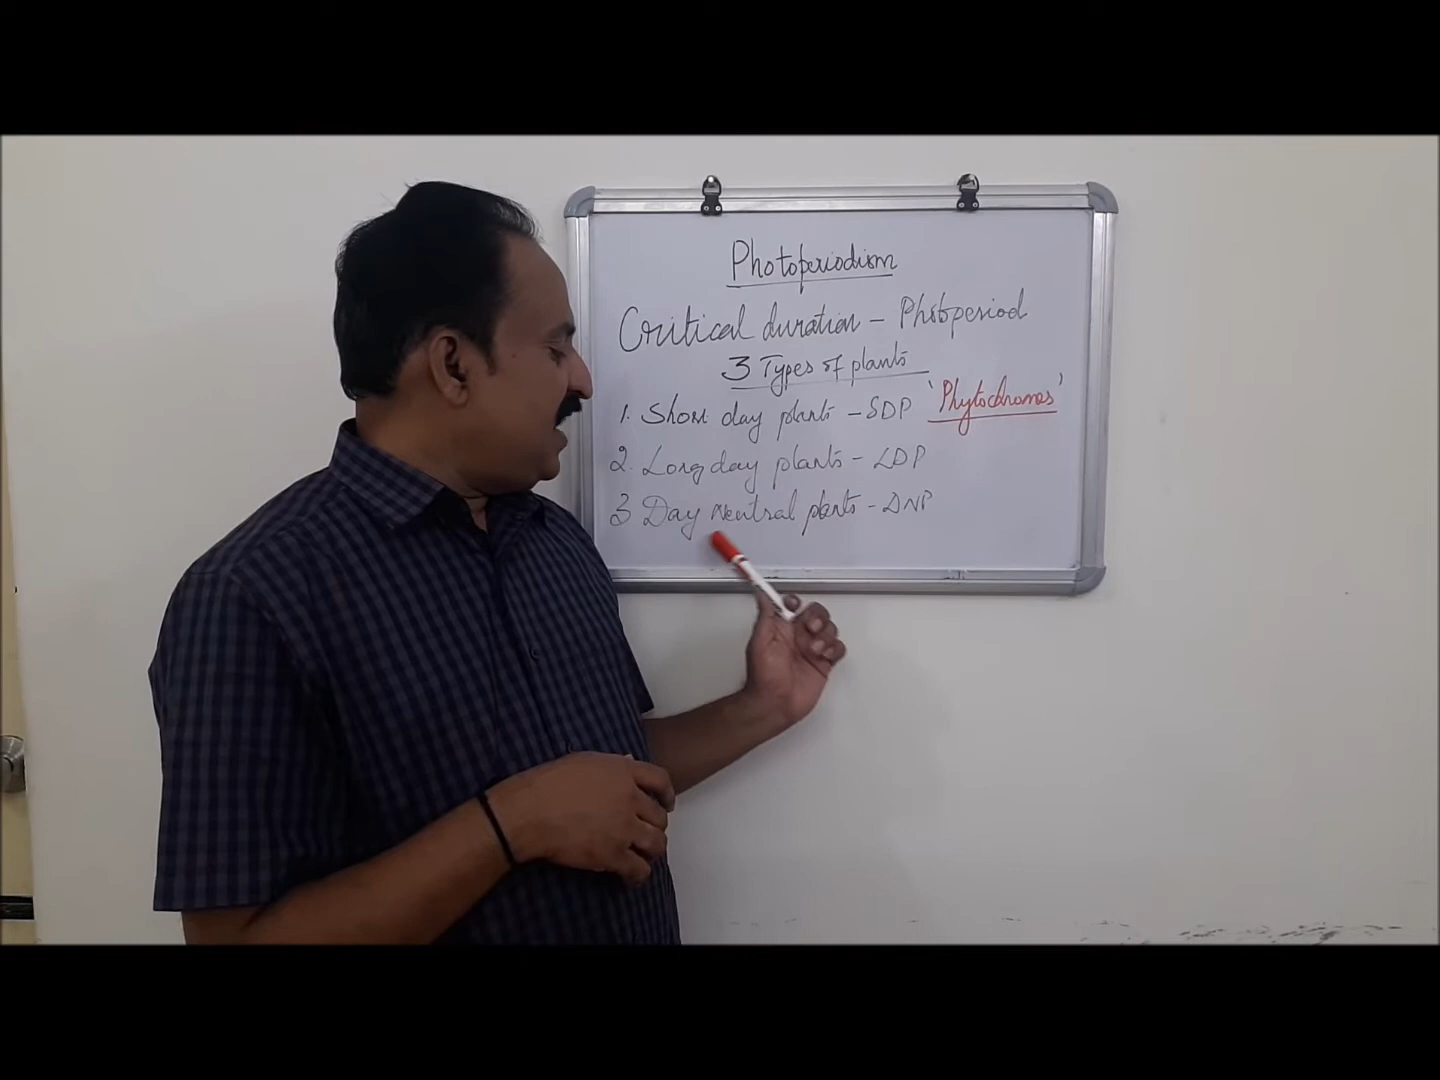 Photoperiodism
Critical duration - Photoperiod
3 Types of plants
1. Short day plants - SDP 'Phytochromes'
2. Long day plants - LDP
3 Day Neutral plants - DNP